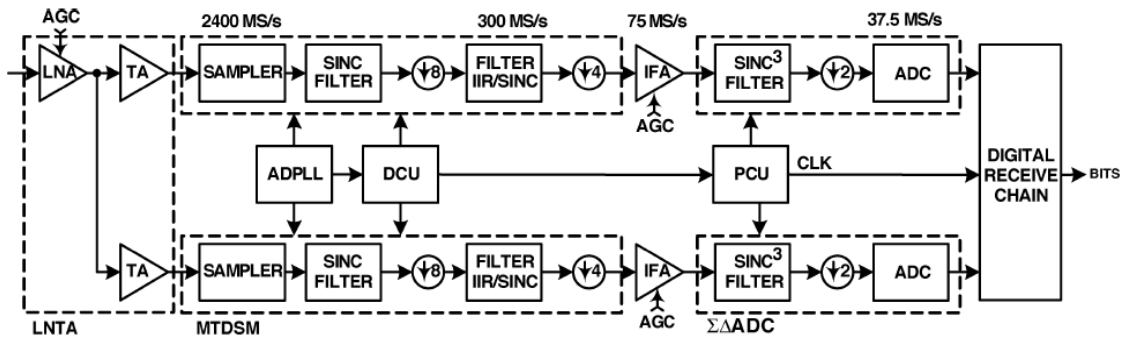 AGC
2400 MS/s
300 MS/s
75 MS/s
37.5 MS/s
LNA
TA
SAMPLER
SINC
FILTER
8
FILTER
IIR/SINC
4
IFA
SINC3
FILTER
2
ADC
AGC
ADPLL
DCU
PCU
CLK
DIGITAL
RECEIVE
CHAIN
BITS
TA
SAMPLER
SINC
FILTER
8
FILTER
IIR/SINC
4
IFA
SINC3
FILTER
2
ADC
AGC
LNTA
MTDSM
ΣΔADC